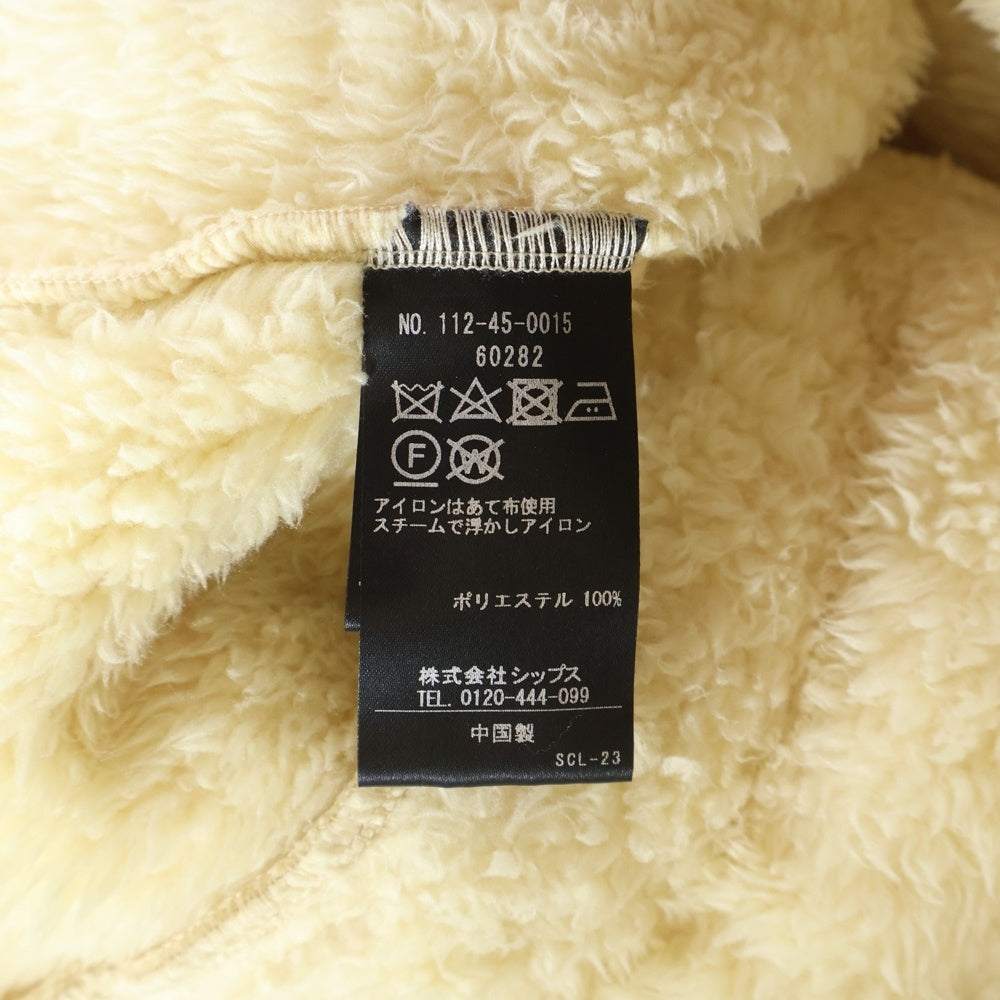 NO. 112-45-0015
60282
F W
アイロンはあて布使用
スチームで浮かしアイロン
ポリエステル 100%
株式会社シップス
TEL. 0120-444-099
中国製
SCL-23